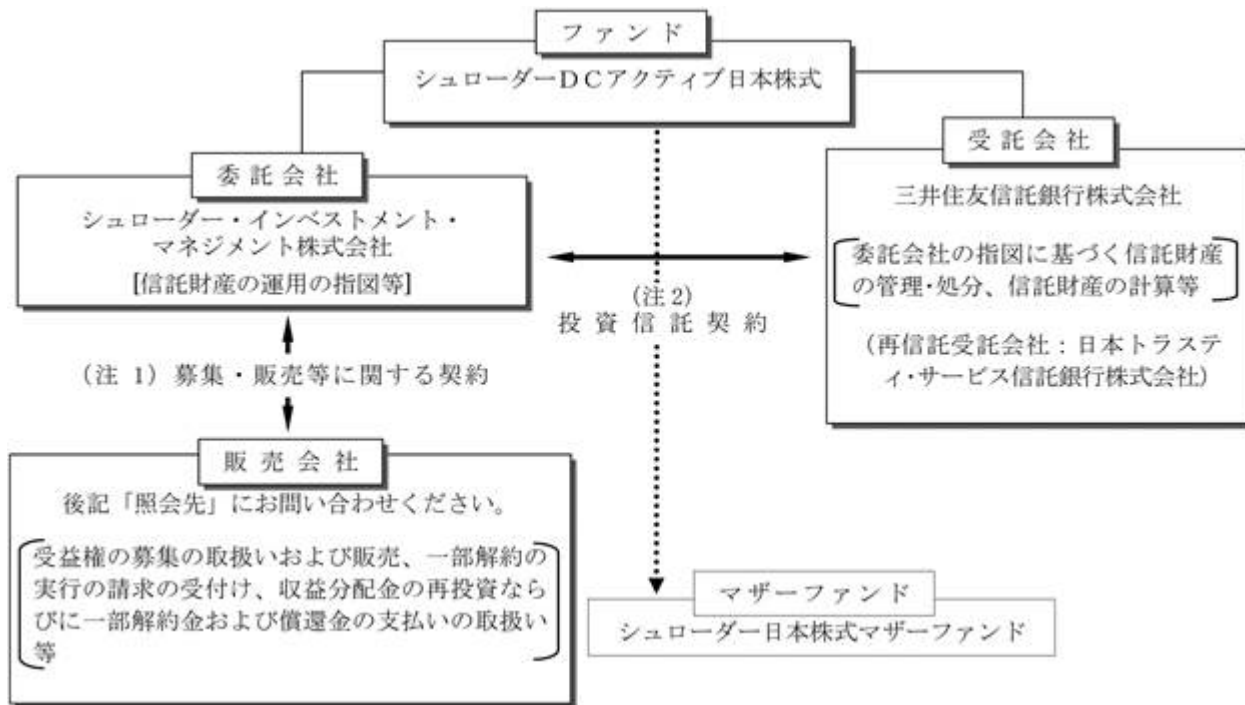 ファンド
シュローダーＤＣアクティブ日本株式
委託会社
シュローダー・インベストメント・
マネジメント株式会社
[信託財産の運用の指図等]
受託会社
三井住友信託銀行株式会社
委託会社の指図に基づく信託財産
の管理・処分、信託財産の計算等
(再信託受託会社：日本トラステ
ィ・サービス信託銀行株式会社)
(注2)
投資信託契約
(注 1) 募集・販売等に関する契約
販売会社
後記「照会先」にお問い合わせください。
受益権の募集の取扱いおよび販売、一部解約の
実行の請求の受付け、収益分配金の再投資なら
びに一部解約金および償還金の支払いの取扱い
等
マザーファンド
シュローダー日本株式マザーファンド